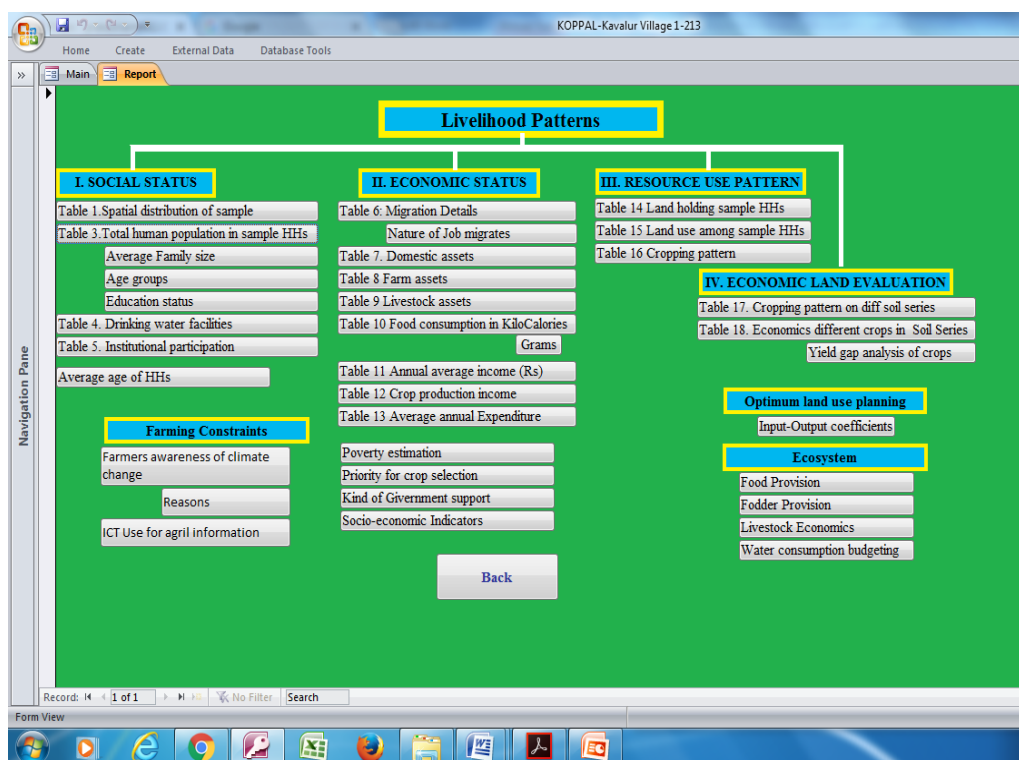 KOPPAL-Kavalur Village 1-213
Home Create External Data Database Tools
Main Report
Navigation Pane
Livelihood Patterns
I. SOCIAL STATUS
Table 1.Spatial distribution of sample
Table 3.Total human population in sample HHs
Average Family size
Age groups
Education status
Table 4. Drinking water facilities
Table 5. Institutional participation
Average age of HHs
Farming Constraints
Farmers awareness of climate
change
Reasons
ICT Use for agril information
II. ECONOMIC STATUS
Table 6: Migration Details
Nature of Job migrates
Table 7. Domestic assets
Table 8 Farm assets
Table 9 Livestock assets
Table 10 Food consumption in KiloCalories
Grams
Table 11 Annual average income (Rs)
Table 12 Crop production income
Table 13 Average annual Expenditure
Poverty estimation
Priority for crop selection
Kind of Givernment support
Socio-economic Indicators
Back
III. RESOURCE USE PATTERN
Table 14 Land holding sample HHs
Table 15 Land use among sample HHs
Table 16 Cropping pattern
IV. ECONOMIC LAND EVALUATION
Table 17. Cropping pattern on diff soil series
Table 18. Economics different crops in Soil Series
Yield gap analysis of crops
Optimum land use planning
Input-Output coefficients
Ecosystem
Food Provision
Fodder Provision
Livestock Economics
Water consumption budgeting
Record: 1 of 1 No Filter Search
Form View